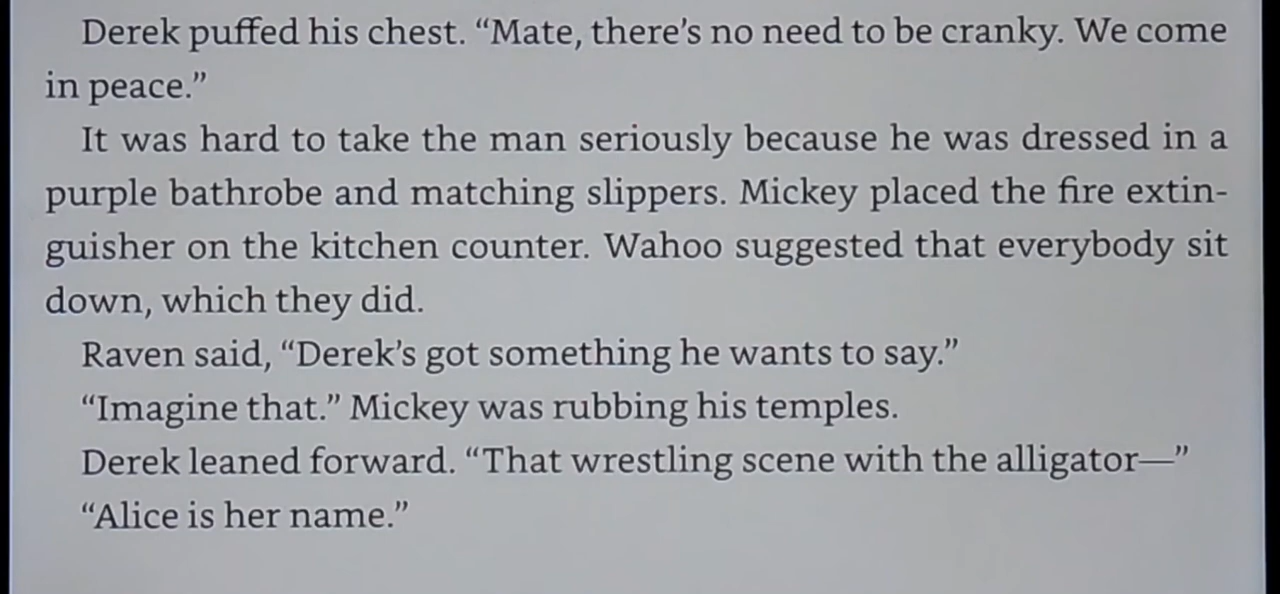 Derek puffed his chest. “Mate, there’s no need to be cranky. We come
in peace.”
It was hard to take the man seriously because he was dressed in a
purple bathrobe and matching slippers. Mickey placed the fire extin-
guisher on the kitchen counter. Wahoo suggested that everybody sit
down, which they did.
Raven said, “Derek’s got something he wants to say.”
“Imagine that.” Mickey was rubbing his temples.
Derek leaned forward. “That wrestling scene with the alligator—”
“Alice is her name.”